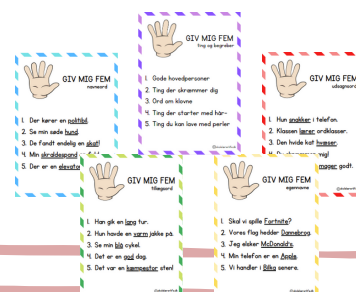 GIV MIG FEM
ting og begreber
1. Gode hovedpersoner
2. Ting der skræmmer dig
3. Ord om klovne
4. Ting der starter med hår-
5. Ting du kan lave med perler
GIV MIG FEM
navneord
1. Der kører en politibil.
2. Se min søde hund.
3. De fandt endelig en skat!
4. Min skraldespand
5. Der er en elevator
GIV MIG FEM
udsagnsord
1. Hun snakker i telefon.
2. Klassen lærer ordklasser.
3. Den hvide kat hvæser.
mig!
godt.
GIV MIG FEM
tillægsord
1. Han gik en lang tur.
2. Hun havde en varm jakke på.
3. Se min blå cykel.
4. Det er en god dag.
5. Det var en kæmpestor sten!
GIV MIG FEM
egennavne
1. Skal vi spille Fortnite?
2. Vores flag hedder Dannebrog.
3. Jeg elsker McDonald's.
4. Min telefon er en Apple.
5. Vi handler i Bilka senere.